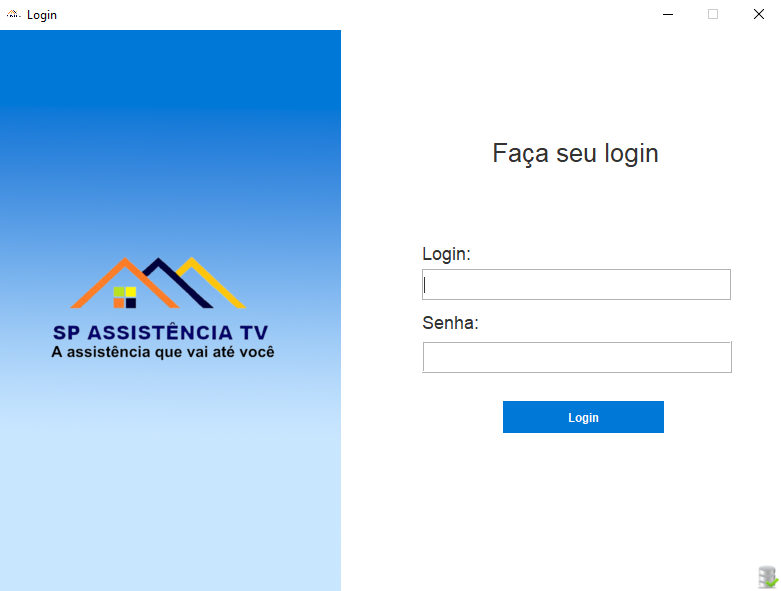 Login
Faça seu login
SP ASSISTÊNCIA TV
A assistência que vai até você
Login:
Senha:
Login